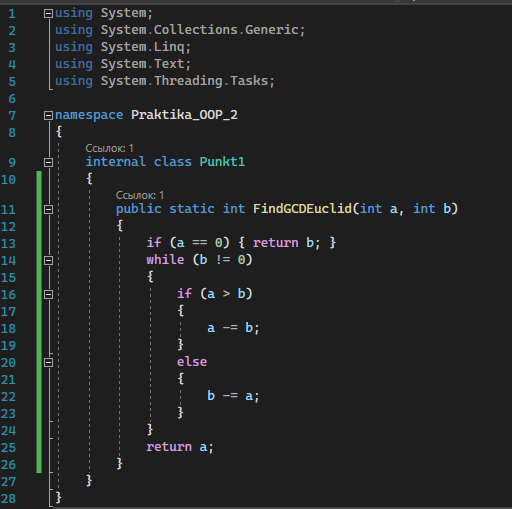 1 using System;
2 using System.Collections.Generic;
3 using System.Linq;
4 using System.Text;
5 using System.Threading.Tasks;
6
7 namespace Praktika_OOP_2
8 {
Ссылок: 1
9 internal class Punkt1
10 {
Ссылок: 1
11 public static int FindGCDEuclid(int a, int b)
12 {
13 if (a == 0) { return b; }
14 while (b != 0)
15 {
16 if (a > b)
17 {
18 a -= b;
19 }
20 else
21 {
22 b -= a;
23 }
24 }
25 return a;
26 }
27 }
28 }